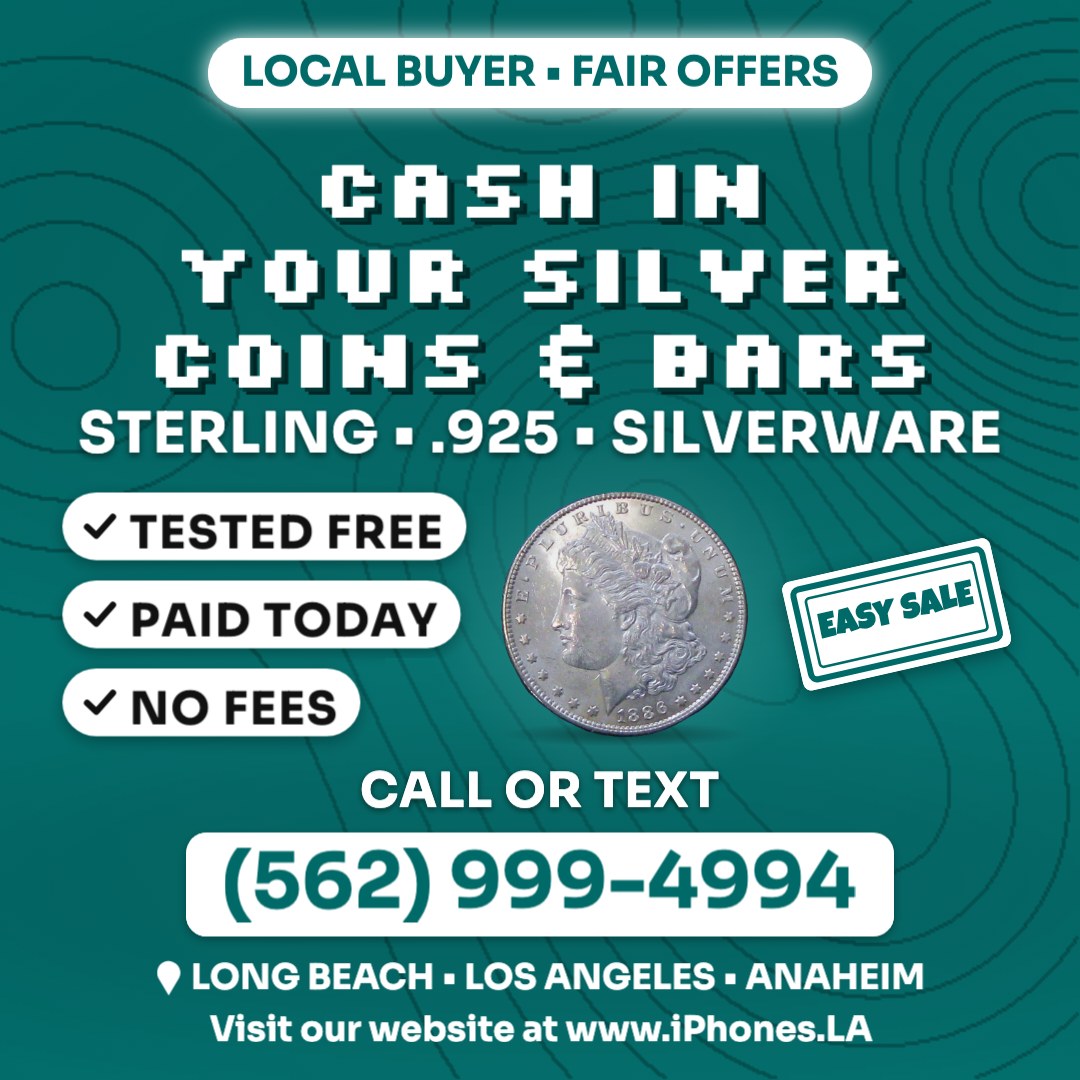 LOCAL BUYER ▪ FAIR OFFERS
CASH IN
YOUR SILVER
COINS & BARS
STERLING ▪ .925 ▪ SILVERWARE
✓ TESTED FREE
✓ PAID TODAY
✓ NO FEES
E·PLURIBUS·UNUM
1886
EASY SALE
CALL OR TEXT
(562) 999-4994
LONG BEACH ▪ LOS ANGELES ▪ ANAHEIM
Visit our website at www.iPhones.LA